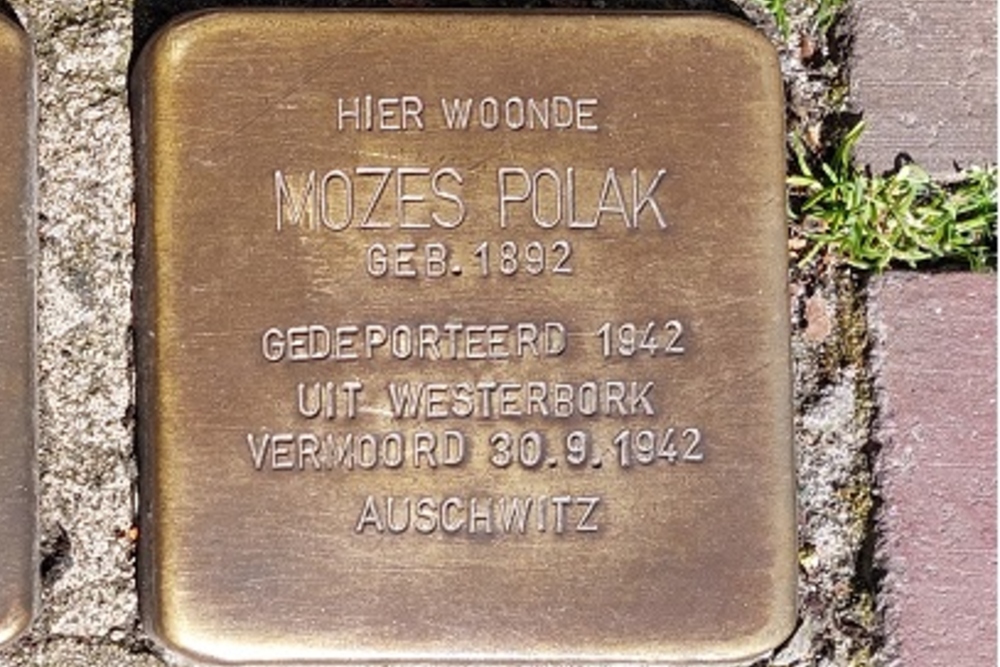 HIER WOONDE
MOZES POLAK
GEB. 1892
GEDEPORTEERD 1942
UIT WESTERBORK
VERMOORD 30.9.1942
AUSCHWITZ